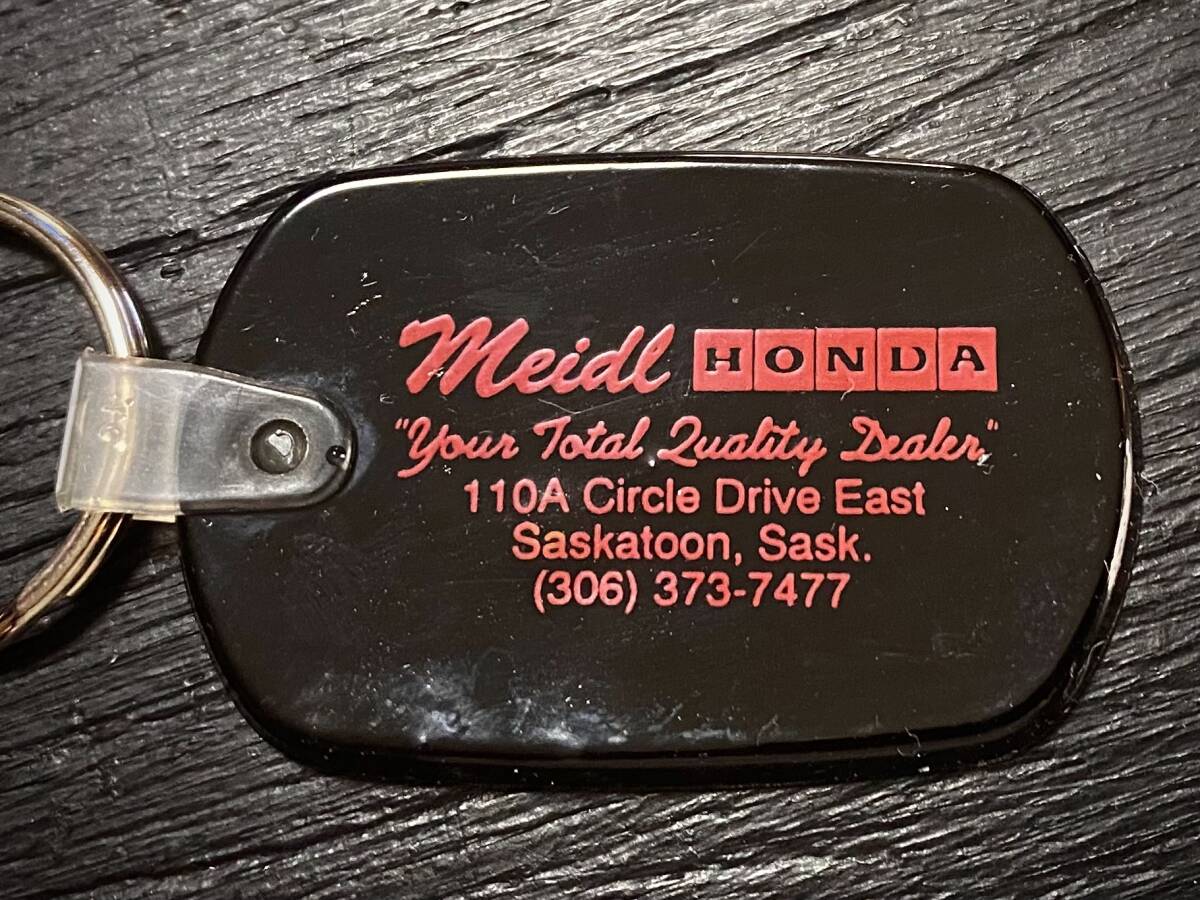 Meidl HONDA
"Your Total Quality Dealer"
110A Circle Drive East
Saskatoon, Sask.
(306) 373-7477